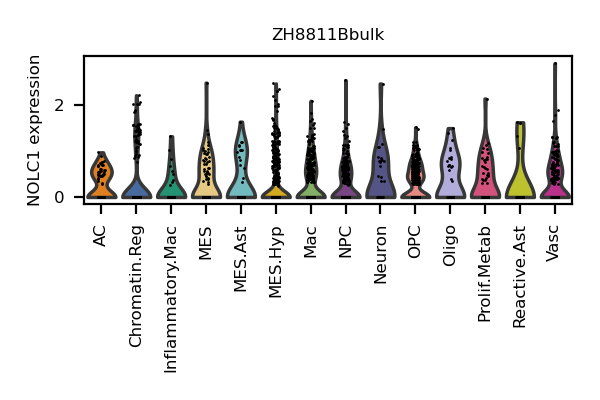 ZH8811Bbulk
NOLC1 expression
2
0
AC
Chromatin.Reg
Inflammatory.Mac
MES
MES.Ast
MES.Hyp
Mac
NPC
Neuron
OPC
Oligo
Prolif.Metab
Reactive.Ast
Vasc